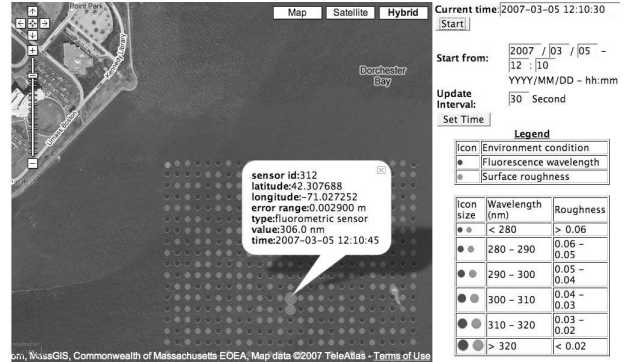 Point Park
Kennedy Library
Umass Boston
Map
Satellite
Hybrid
Dorchester
Bay
sensor id:312
latitude:42.307688
longitude:-71.027252
error range:0.002900 m
type:fluorometric sensor
value:306.0 nm
time:2007-03-05 12:10:45
om, MassGIS, Commonwealth of Massachusetts EOEA, Map data ©2007 TeleAtlas - Terms of Use
Current time: 2007-03-05 12:10:30
Start
Start from: 2007 / 03 / 05 -
12 : 10
YYYY/MM/DD - hh:mm
Update
Interval: 30 Second
Set Time
Legend
Icon Environment condition
Fluorescence wavelength
Surface roughness
Icon size Wavelength (nm) Roughness
< 280 > 0.06
280 - 290 0.06 - 0.05
290 - 300 0.05 - 0.04
300 - 310 0.04 - 0.03
310 - 320 0.03 - 0.02
> 320 < 0.02